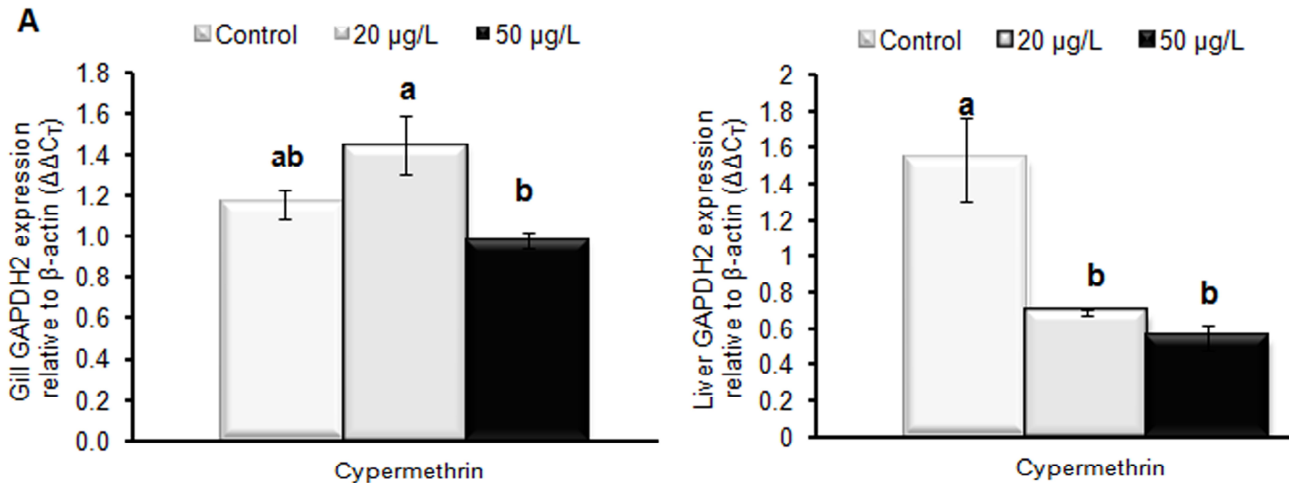 A
Control 20 µg/L 50 µg/L
Gill GAPDH2 expression
relative to β-actin (ΔΔCT)
1.8
1.6
1.4
1.2
1.0
0.8
0.6
0.4
0.2
0.0
ab
a
b
Cypermethrin
Control 20 µg/L 50 µg/L
Liver GAPDH2 expression
relative to β-actin (ΔΔCT)
2
1.8
1.6
1.4
1.2
1
0.8
0.6
0.4
0.2
0
a
b
b
Cypermethrin